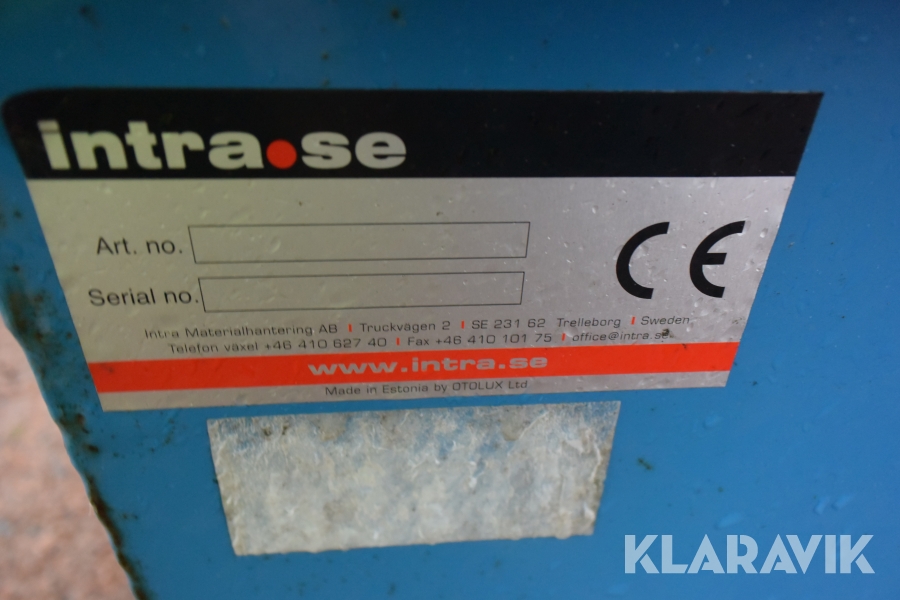 intra.se
Art. no.
Serial no.
CE
Intra Materialhantering AB I Truckvägen 2 I SE 231 62 Trelleborg I Sweden
Telefon växel +46 410 627 40 I Fax +46 410 101 75 I office@intra.se
www.intra.se
Made in Estonia by OTOLUX Ltd
KLARAVIK